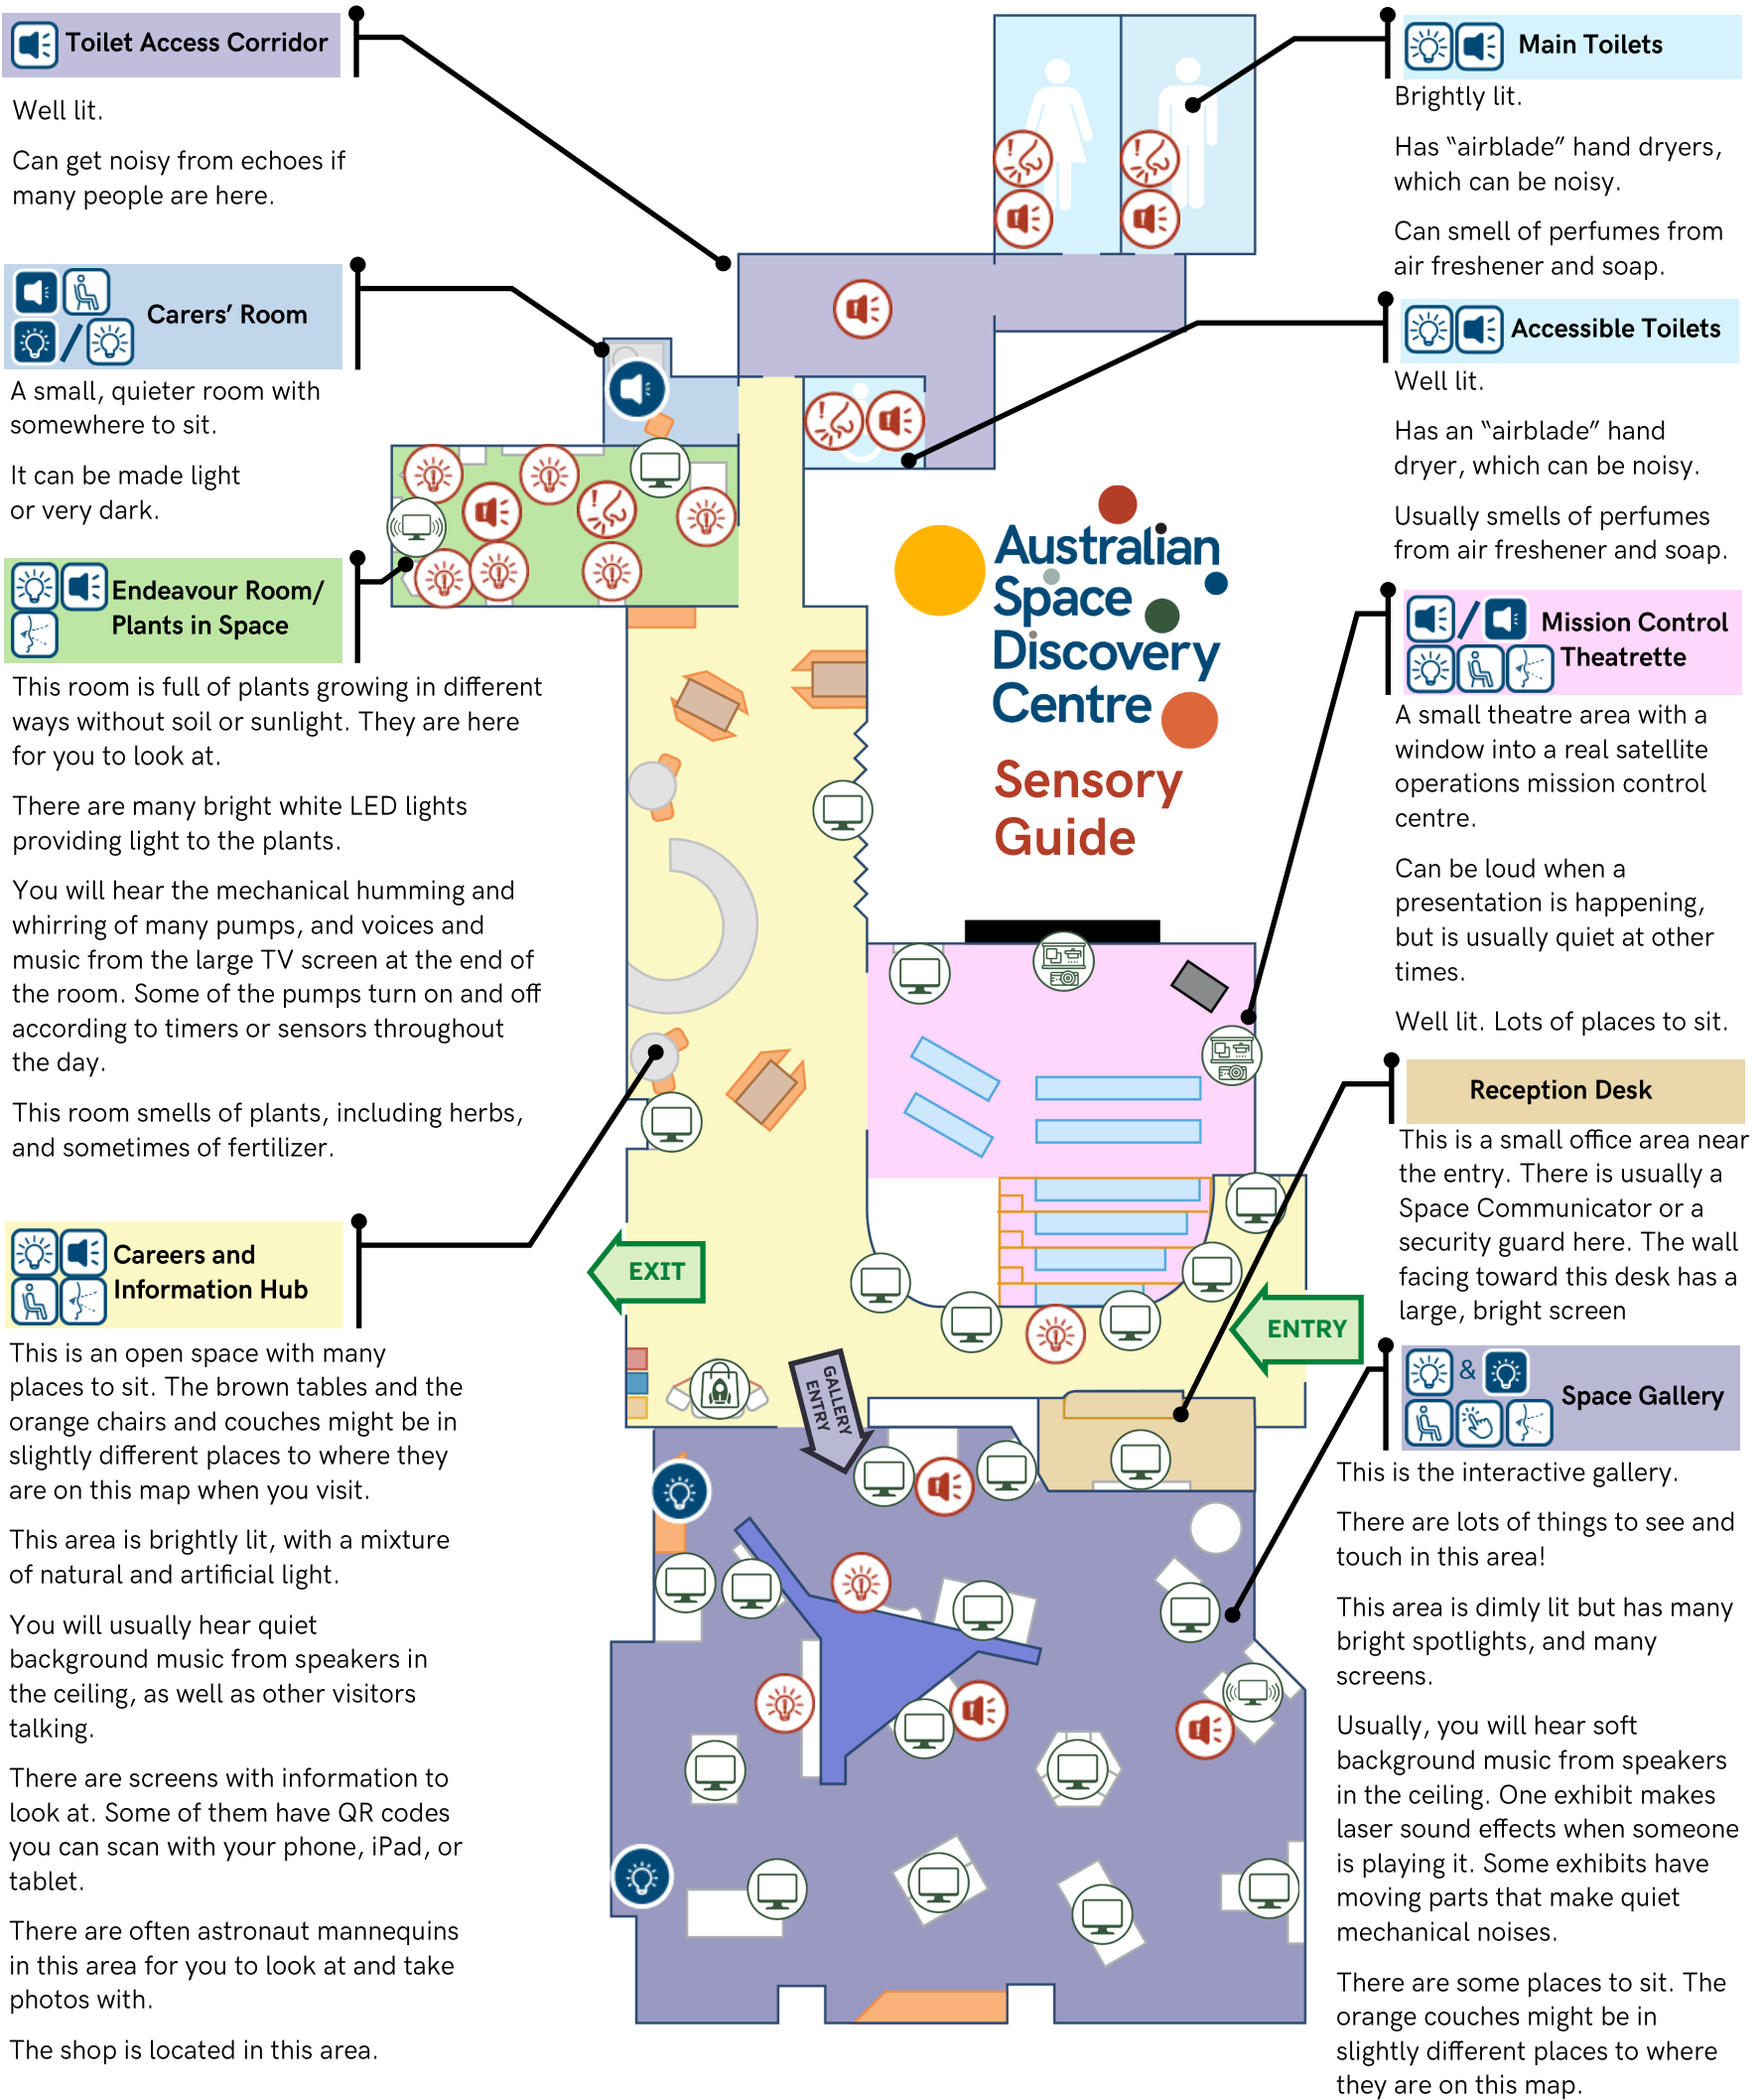 Toilet Access Corridor
Well lit.
Can get noisy from echoes if
many people are here.
Carers’ Room
A small, quieter room with
somewhere to sit.
It can be made light
or very dark.
Endeavour Room/
Plants in Space
This room is full of plants growing in different
ways without soil or sunlight. They are here
for you to look at.
There are many bright white LED lights
providing light to the plants.
You will hear the mechanical humming and
whirring of many pumps, and voices and
music from the large TV screen at the end of
the room. Some of the pumps turn on and off
according to timers or sensors throughout
the day.
This room smells of plants, including herbs,
and sometimes of fertilizer.
Careers and
Information Hub
This is an open space with many
places to sit. The brown tables and the
orange chairs and couches might be in
slightly different places to where they
are on this map when you visit.
This area is brightly lit, with a mixture
of natural and artificial light.
You will usually hear quiet
background music from speakers in
the ceiling, as well as other visitors
talking.
There are screens with information to
look at. Some of them have QR codes
you can scan with your phone, iPad, or
tablet.
There are often astronaut mannequins
in this area for you to look at and take
photos with.
The shop is located in this area.
Australian
Space
Discovery
Centre
Sensory
Guide
EXIT
ENTRY
GALLERY
ENTRY
Main Toilets
Brightly lit.
Has “airblade” hand dryers,
which can be noisy.
Can smell of perfumes from
air freshener and soap.
Accessible Toilets
Well lit.
Has an “airblade” hand
dryer, which can be noisy.
Usually smells of perfumes
from air freshener and soap.
/ Mission Control
Theatrette
A small theatre area with a
window into a real satellite
operations mission control
centre.
Can be loud when a
presentation is happening,
but is usually quiet at other
times.
Well lit. Lots of places to sit.
Reception Desk
This is a small office area near
the entry. There is usually a
Space Communicator or a
security guard here. The wall
facing toward this desk has a
large, bright screen
& Space Gallery
This is the interactive gallery.
There are lots of things to see and
touch in this area!
This area is dimly lit but has many
bright spotlights, and many
screens.
Usually, you will hear soft
background music from speakers
in the ceiling. One exhibit makes
laser sound effects when someone
is playing it. Some exhibits have
moving parts that make quiet
mechanical noises.
There are some places to sit. The
orange couches might be in
slightly different places to where
they are on this map.